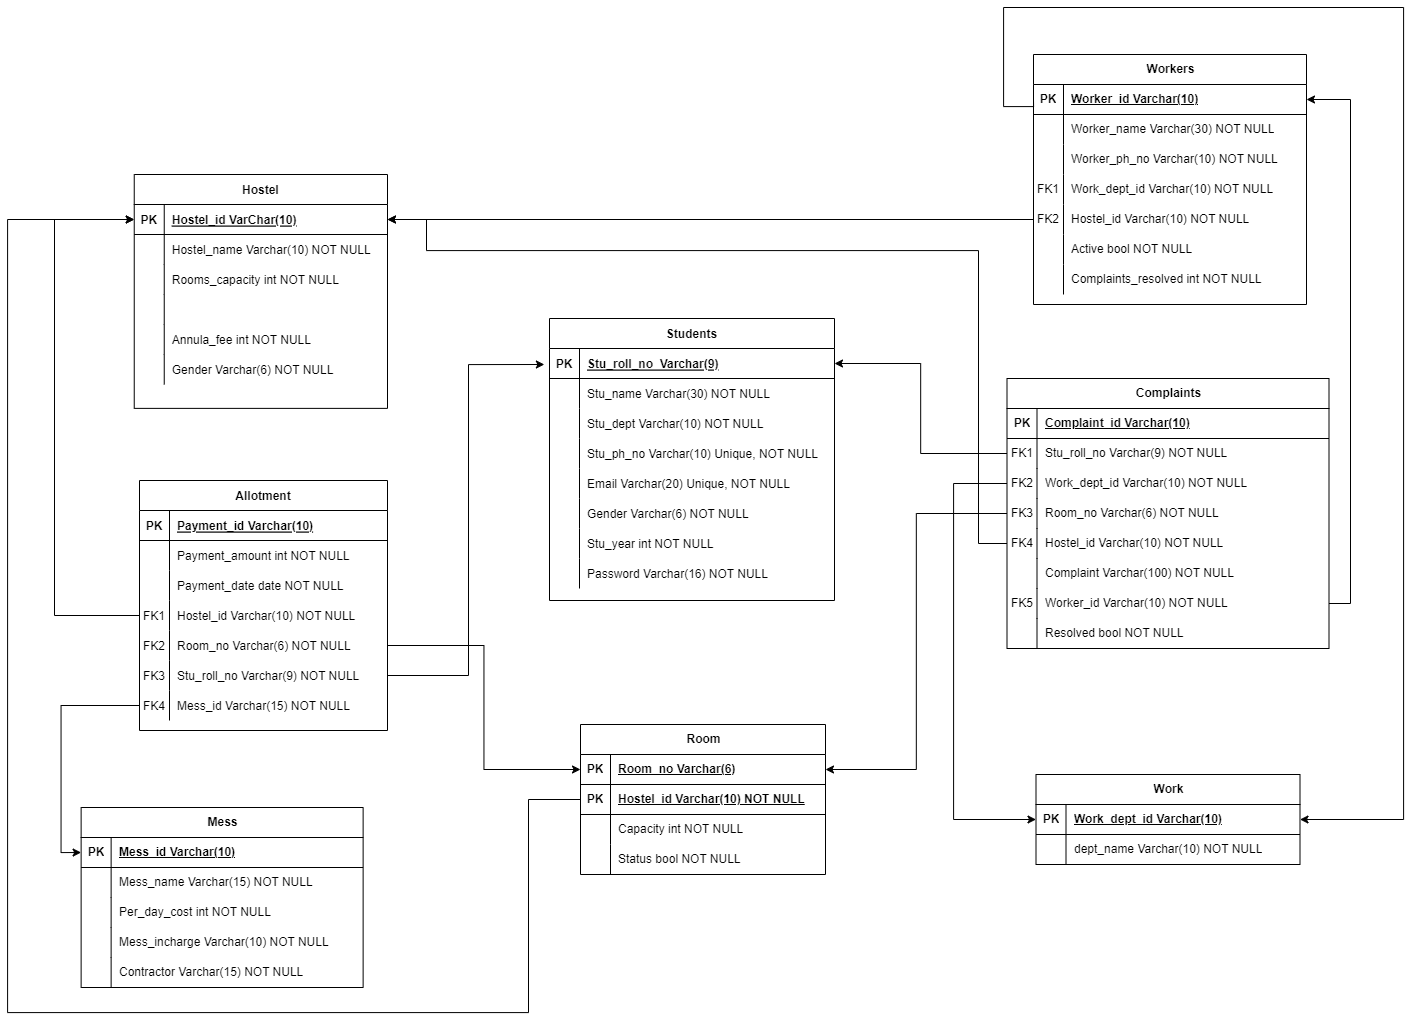 Workers
PK Worker_id Varchar(10)
Worker_name Varchar(30) NOT NULL
Worker_ph_no Varchar(10) NOT NULL
FK1 Work_dept_id Varchar(10) NOT NULL
FK2 Hostel_id Varchar(10) NOT NULL
Active bool NOT NULL
Complaints_resolved int NOT NULL
Hostel
PK Hostel_id VarChar(10)
Hostel_name Varchar(10) NOT NULL
Rooms_capacity int NOT NULL
Annula_fee int NOT NULL
Gender Varchar(6) NOT NULL
Students
PK Stu_roll_no Varchar(9)
Stu_name Varchar(30) NOT NULL
Stu_dept Varchar(10) NOT NULL
Stu_ph_no Varchar(10) Unique, NOT NULL
Email Varchar(20) Unique, NOT NULL
Gender Varchar(6) NOT NULL
Stu_year int NOT NULL
Password Varchar(16) NOT NULL
Complaints
PK Complaint_id Varchar(10)
FK1 Stu_roll_no Varchar(9) NOT NULL
FK2 Work_dept_id Varchar(10) NOT NULL
FK3 Room_no Varchar(6) NOT NULL
FK4 Hostel_id Varchar(10) NOT NULL
Complaint Varchar(100) NOT NULL
FK5 Worker_id Varchar(10) NOT NULL
Resolved bool NOT NULL
Allotment
PK Payment_id Varchar(10)
Payment_amount int NOT NULL
Payment_date date NOT NULL
FK1 Hostel_id Varchar(10) NOT NULL
FK2 Room_no Varchar(6) NOT NULL
FK3 Stu_roll_no Varchar(9) NOT NULL
FK4 Mess_id Varchar(15) NOT NULL
Room
PK Room_no Varchar(6)
PK Hostel_id Varchar(10) NOT NULL
Capacity int NOT NULL
Status bool NOT NULL
Work
PK Work_dept_id Varchar(10)
dept_name Varchar(10) NOT NULL
Mess
PK Mess_id Varchar(10)
Mess_name Varchar(15) NOT NULL
Per_day_cost int NOT NULL
Mess_incharge Varchar(10) NOT NULL
Contractor Varchar(15) NOT NULL